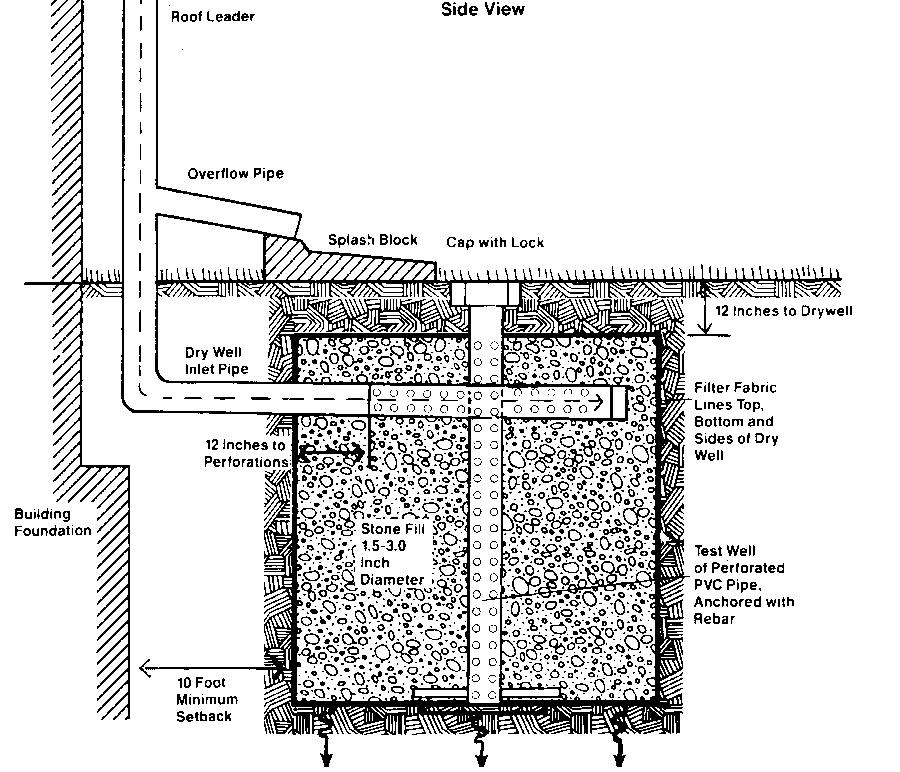 Side View
Roof Leader
Overflow Pipe
Splash Block
Cap with Lock
12 Inches to Drywell
Dry Well
Inlet Pipe
Filter Fabric
Lines Top,
Bottom and
Sides of Dry
Well
12 Inches to
Perforations
Building
Foundation
Stone Fill
1.5-3.0
Inch
Diameter
Test Well
of Perforated
PVC Pipe,
Anchored with
Rebar
10 Foot
Minimum
Setback